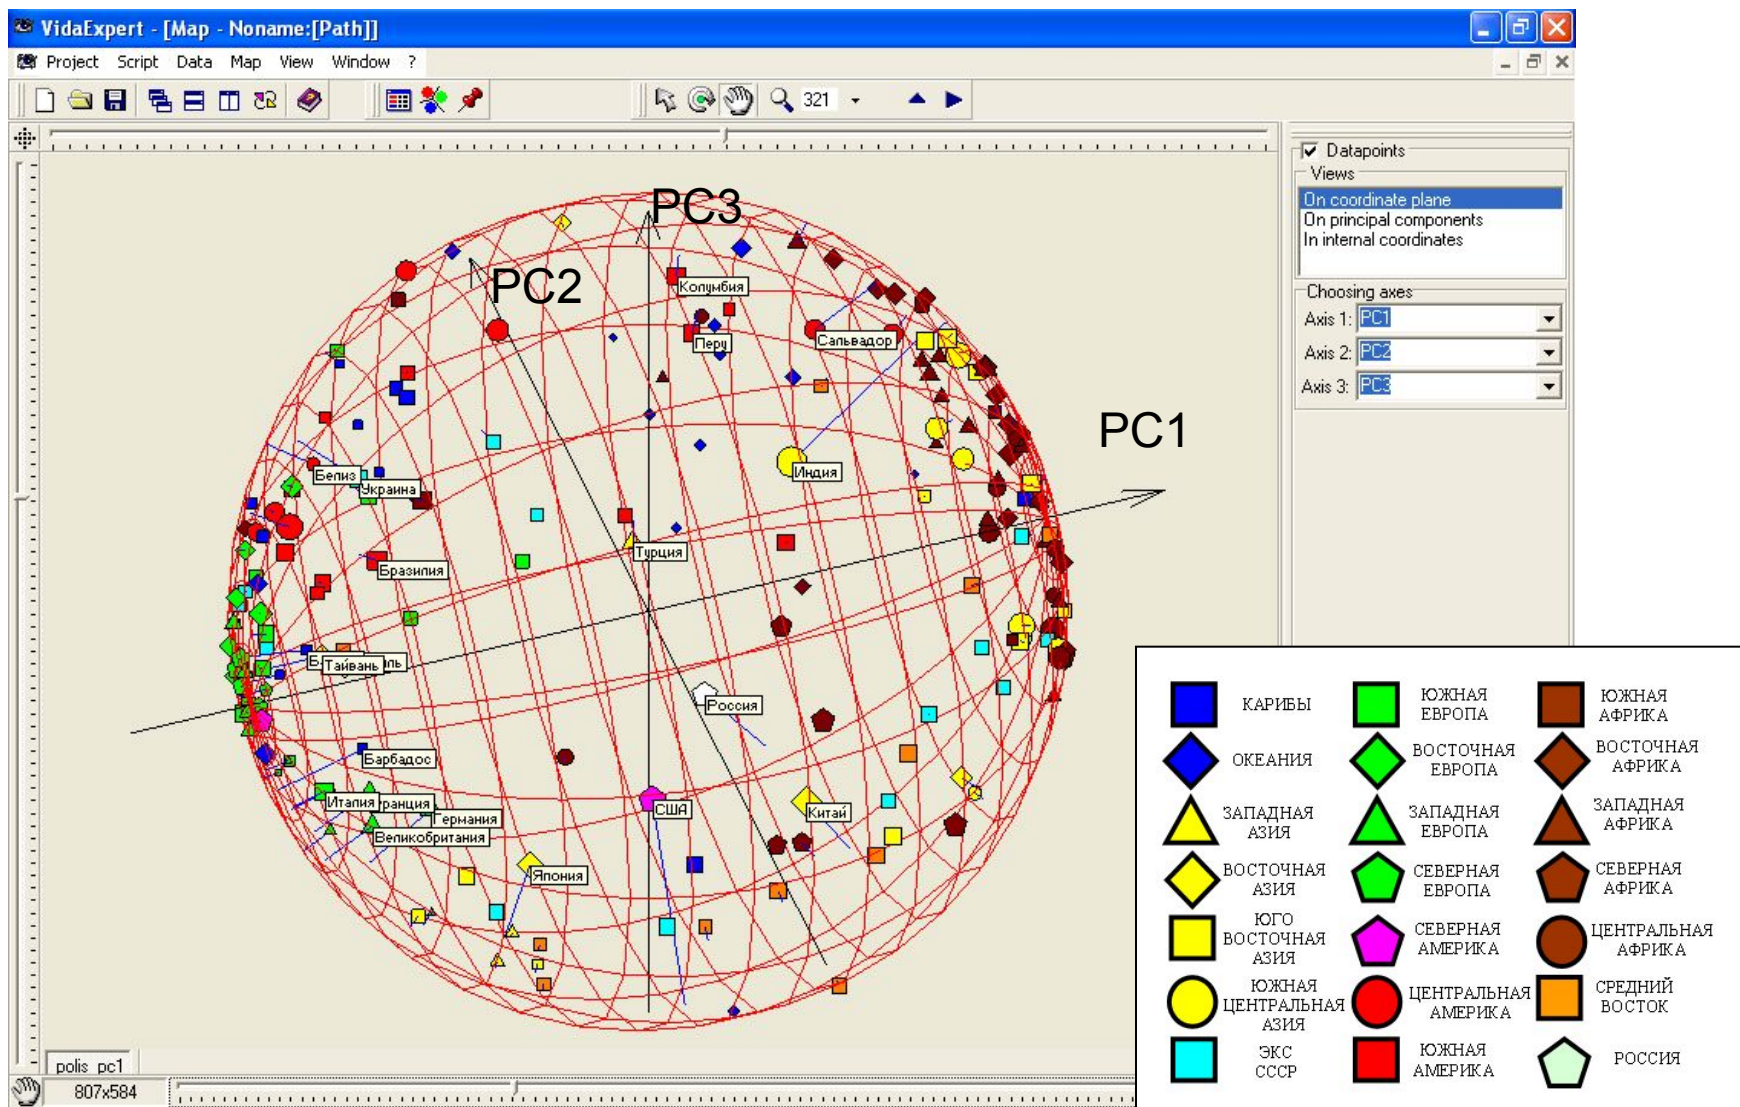 VidaExpert - [Map - Noname:[Path]]
Project Script Data Map View Window ?
321
Datapoints
Views
On coordinate plane
On principal components
In internal coordinates
Choosing axes
Axis 1: PC1
Axis 2: PC2
Axis 3: PC3
PC3
PC2
PC1
Колумбия
Перу
Сальвадор
Индия
Белиз
Украина
Турция
Бразилия
Тайвань
Россия
Барбадос
Италия
Германия
Великобритания
США
Китай
Япония
КАРИБЫ
ЮЖНАЯ
ЕВРОПА
ЮЖНАЯ
АФРИКА
ОКЕАНИЯ
ВОСТОЧНАЯ
ЕВРОПА
ВОСТОЧНАЯ
АФРИКА
ЗАПАДНАЯ
АЗИЯ
ЗАПАДНАЯ
ЕВРОПА
ЗАПАДНАЯ
АФРИКА
ВОСТОЧНАЯ
АЗИЯ
СЕВЕРНАЯ
ЕВРОПА
СЕВЕРНАЯ
АФРИКА
ЮГО
ВОСТОЧНАЯ
АЗИЯ
СЕВЕРНАЯ
АМЕРИКА
ЦЕНТРАЛЬНАЯ
АФРИКА
ЮЖНАЯ
ЦЕНТРАЛЬНАЯ
АЗИЯ
ЦЕНТРАЛЬНАЯ
АМЕРИКА
СРЕДНИЙ
ВОСТОК
ЭКС
СССР
ЮЖНАЯ
АМЕРИКА
РОССИЯ
polis_pc1
807x584